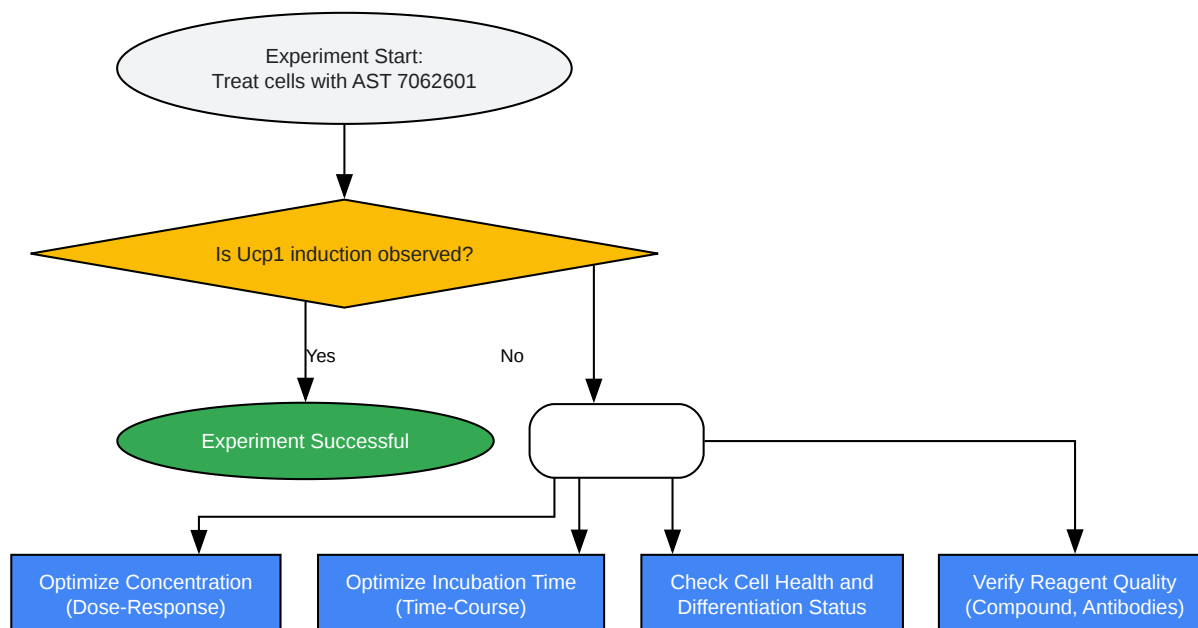 Experiment Start:
Treat cells with AST 7062601
Is Ucp1 induction observed?
Yes
No
Experiment Successful
Optimize Concentration
(Dose-Response)
Optimize Incubation Time
(Time-Course)
Check Cell Health and
Differentiation Status
Verify Reagent Quality
(Compound, Antibodies)